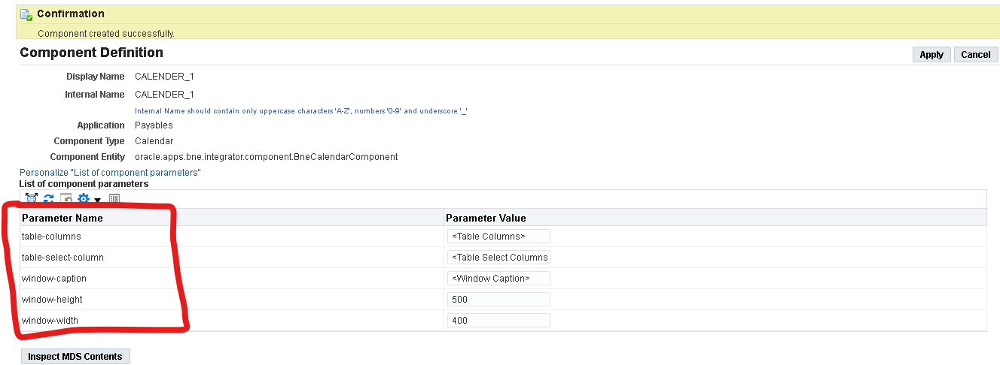 Confirmation
Component created successfully.
Component Definition
Apply Cancel
Display Name CALENDER_1
Internal Name CALENDER_1
Internal Name should contain only uppercase characters 'A-Z', numbers '0-9' and underscore '_'
Application Payables
Component Type Calendar
Component Entity oracle.apps.bne.integrator.component.BneCalendarComponent
Personalize "List of component parameters"
List of component parameters
Parameter Name Parameter Value
table-columns <Table Columns>
table-select-column <Table Select Columns
window-caption <Window Caption>
window-height 500
window-width 400
Inspect MDS Contents